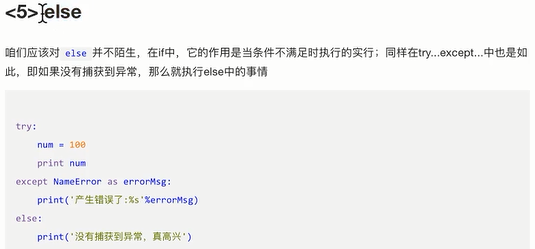 <5>else
咱们应该对 else 并不陌生，在if中，它的作用是当条件不满足时执行的实行；同样在try...except...中也是如
此，即如果没有捕获到异常，那么就执行else中的事情
try:
    num = 100
    print num
except NameError as errorMsg:
    print('产生错误了:%s'%errorMsg)
else:
    print('没有捕获到异常，真高兴')